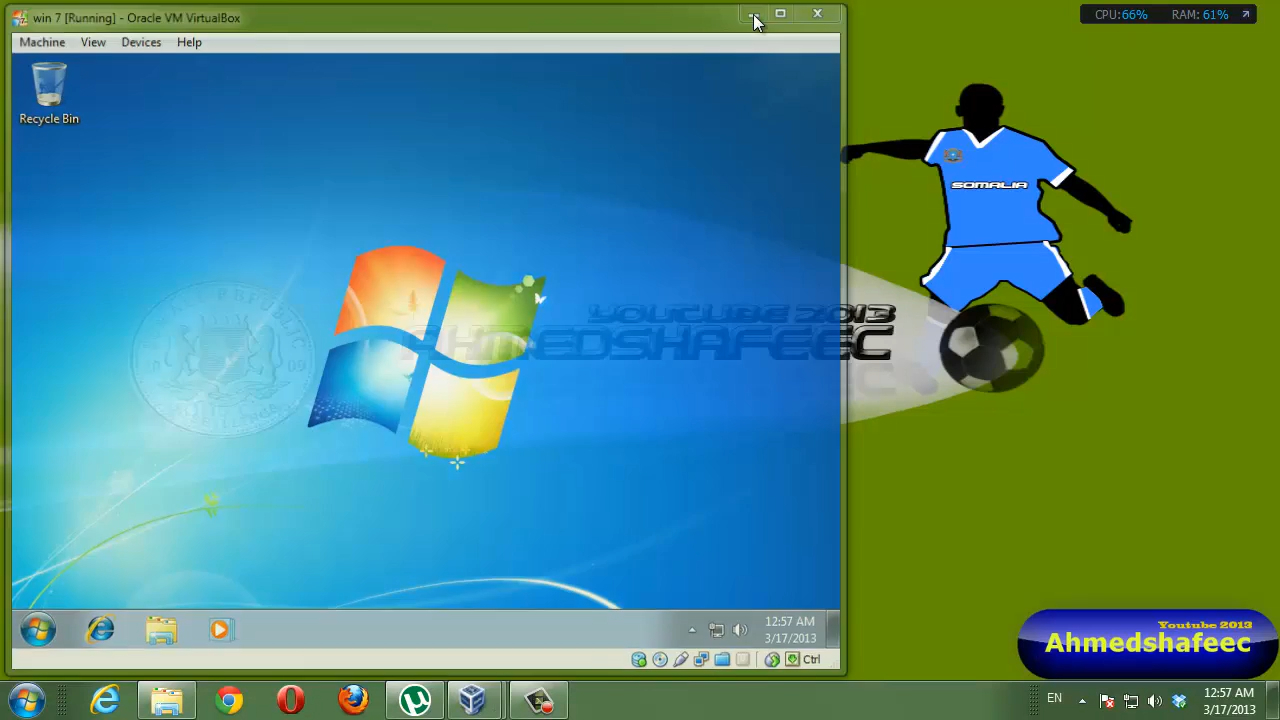 win 7 [Running] - Oracle VM VirtualBox
CPU:66% RAM: 61%
Machine View Devices Help
Recycle Bin
SOMALIA
YOUTUBE 2013
AHMEDSHAFEEC
12:57 AM
3/17/2013
Ctrl
Youtube 2013
Ahmedshafeec
EN
12:57 AM
3/17/2013